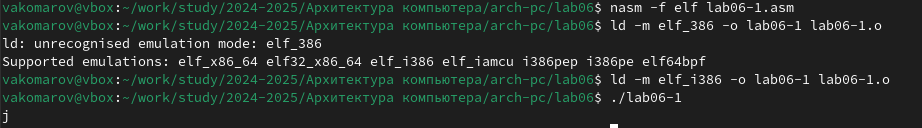 vakomarov@vbox:~/work/study/2024-2025/Архитектура компьютера/arch-pc/lab06$ nasm -f elf lab06-1.asm
vakomarov@vbox:~/work/study/2024-2025/Архитектура компьютера/arch-pc/lab06$ ld -m elf_386 -o lab06-1 lab06-1.o
ld: unrecognised emulation mode: elf_386
Supported emulations: elf_x86_64 elf32_x86_64 elf_i386 elf_iamcu i386pep i386pe elf64bpf
vakomarov@vbox:~/work/study/2024-2025/Архитектура компьютера/arch-pc/lab06$ ld -m elf_i386 -o lab06-1 lab06-1.o
vakomarov@vbox:~/work/study/2024-2025/Архитектура компьютера/arch-pc/lab06$ ./lab06-1
j